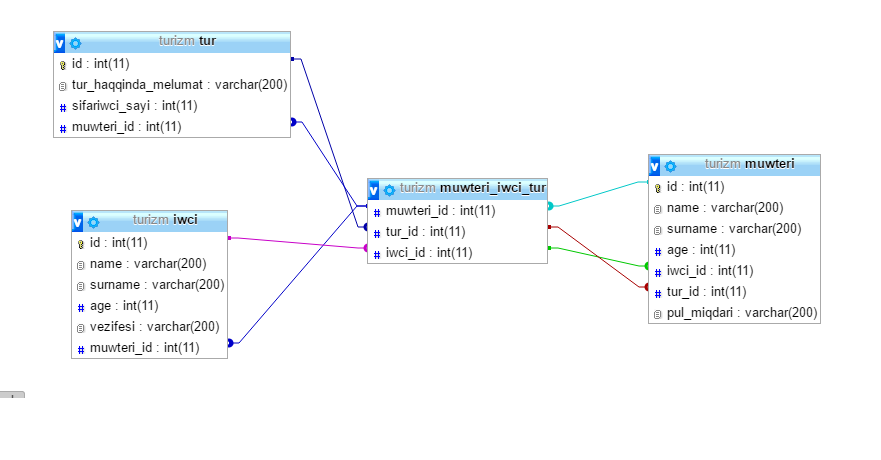 turizm tur
id : int(11)
tur_haqqinda_melumat : varchar(200)
sifariwci_sayi : int(11)
muwteri_id : int(11)
turizm iwci
id : int(11)
name : varchar(200)
surname : varchar(200)
age : int(11)
vezifesi : varchar(200)
muwteri_id : int(11)
turizm muwteri_iwci_tur
muwteri_id : int(11)
tur_id : int(11)
iwci_id : int(11)
turizm muwteri
id : int(11)
name : varchar(200)
surname : varchar(200)
age : int(11)
iwci_id : int(11)
tur_id : int(11)
pul_miqdari : varchar(200)